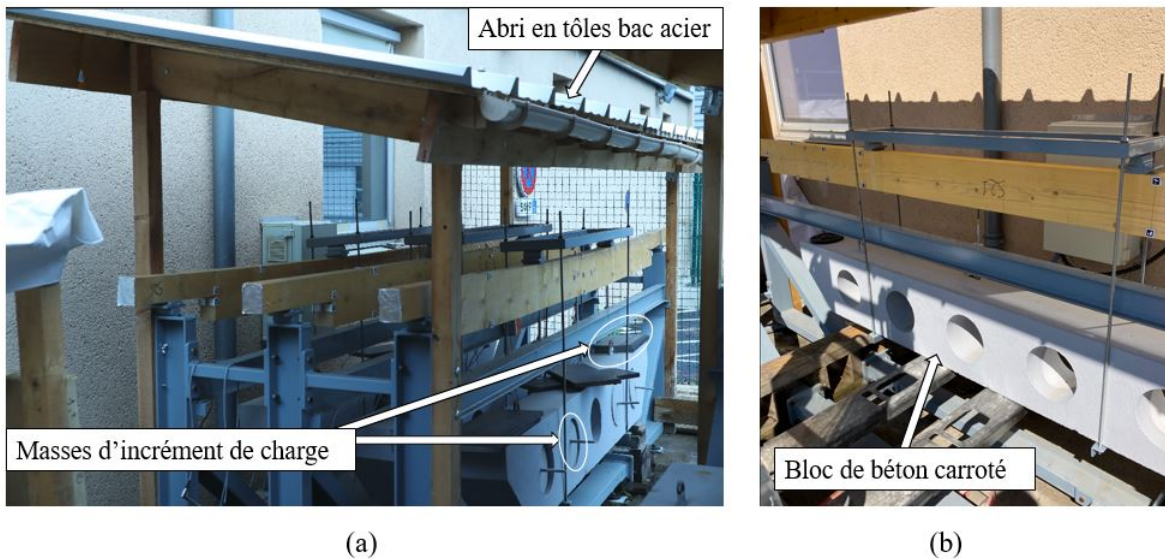 Abri en tôles bac acier
Masses d’incrément de charge
Bloc de béton carroté
(a)
(b)